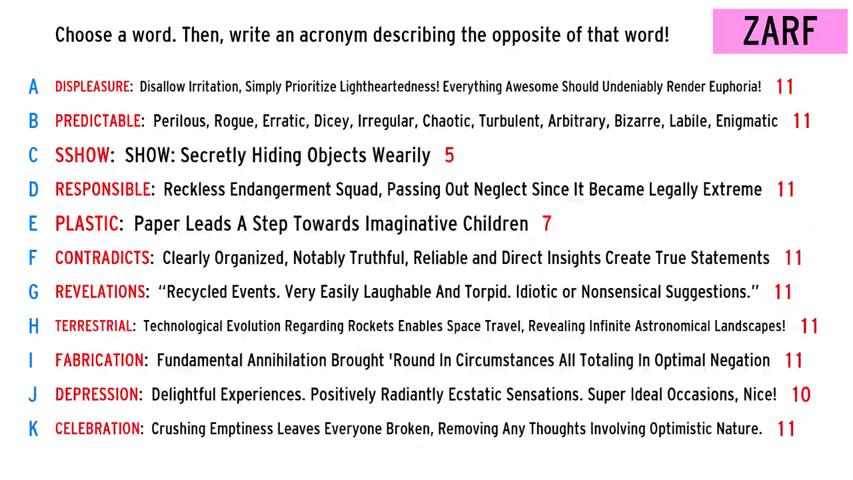 Choose a word. Then, write an acronym describing the opposite of that word!
ZARF
A DISPLEASURE: Disallow Irritation, Simply Prioritize Lightheartedness! Everything Awesome Should Undeniably Render Euphoria! 11
B PREDICTABLE: Perilous, Rogue, Erratic, Dicey, Irregular, Chaotic, Turbulent, Arbitrary, Bizarre, Labile, Enigmatic 11
C SSHOW: SHOW: Secretly Hiding Objects Wearily 5
D RESPONSIBLE: Reckless Endangerment Squad, Passing Out Neglect Since It Became Legally Extreme 11
E PLASTIC: Paper Leads A Step Towards Imaginative Children 7
F CONTRADICTS: Clearly Organized, Notably Truthful, Reliable and Direct Insights Create True Statements 11
G REVELATIONS: “Recycled Events. Very Easily Laughable And Torpid. Idiotic or Nonsensical Suggestions.” 11
H TERRESTRIAL: Technological Evolution Regarding Rockets Enables Space Travel, Revealing Infinite Astronomical Landscapes! 11
I FABRICATION: Fundamental Annihilation Brought 'Round In Circumstances All Totaling In Optimal Negation 11
J DEPRESSION: Delightful Experiences. Positively Radiantly Ecstatic Sensations. Super Ideal Occasions, Nice! 10
K CELEBRATION: Crushing Emptiness Leaves Everyone Broken, Removing Any Thoughts Involving Optimistic Nature. 11